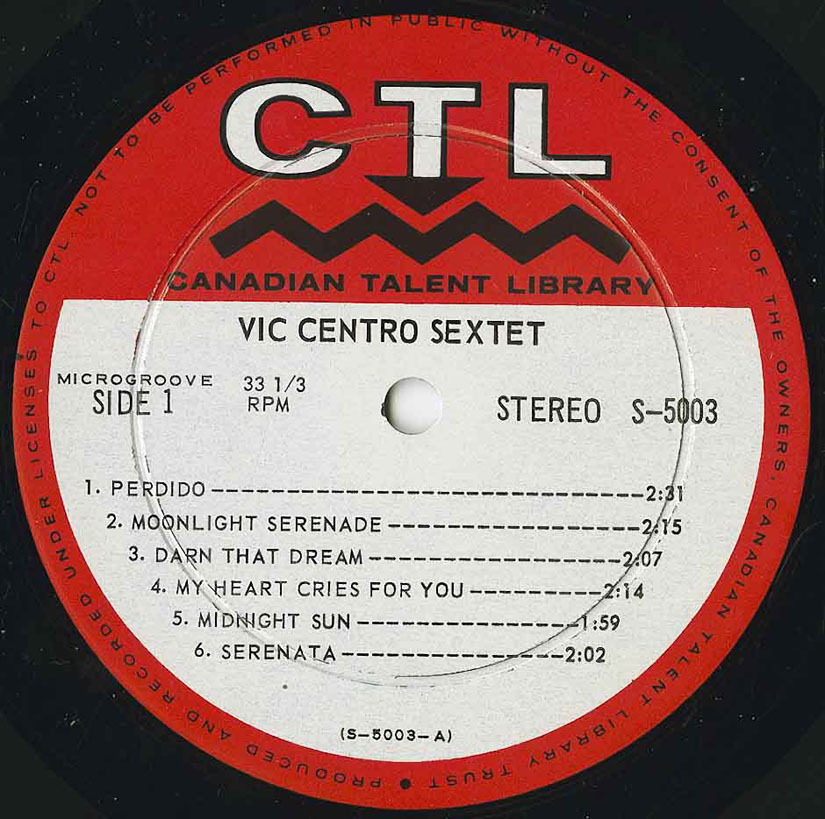 CTL
CANADIAN TALENT LIBRARY
VIC CENTRO SEXTET
MICROGROOVE 33 1/3
SIDE 1 RPM
STEREO S-5003
1. PERDIDO--------------------------------2:31
2. MOONLIGHT SERENADE-------------------2:15
3. DARN THAT DREAM-------------------2:07
4. MY HEART CRIES FOR YOU----------2:14
5. MIDNIGHT SUN-----------------1:59
6. SERENATA----------------2:02
(S-5003-A)
PRODUCED AND RECORDED UNDER LICENSES TO CTL. NOT TO BE PERFORMED IN PUBLIC WITHOUT THE CONSENT OF THE OWNERS, CANADIAN TALENT LIBRARY TRUST ●